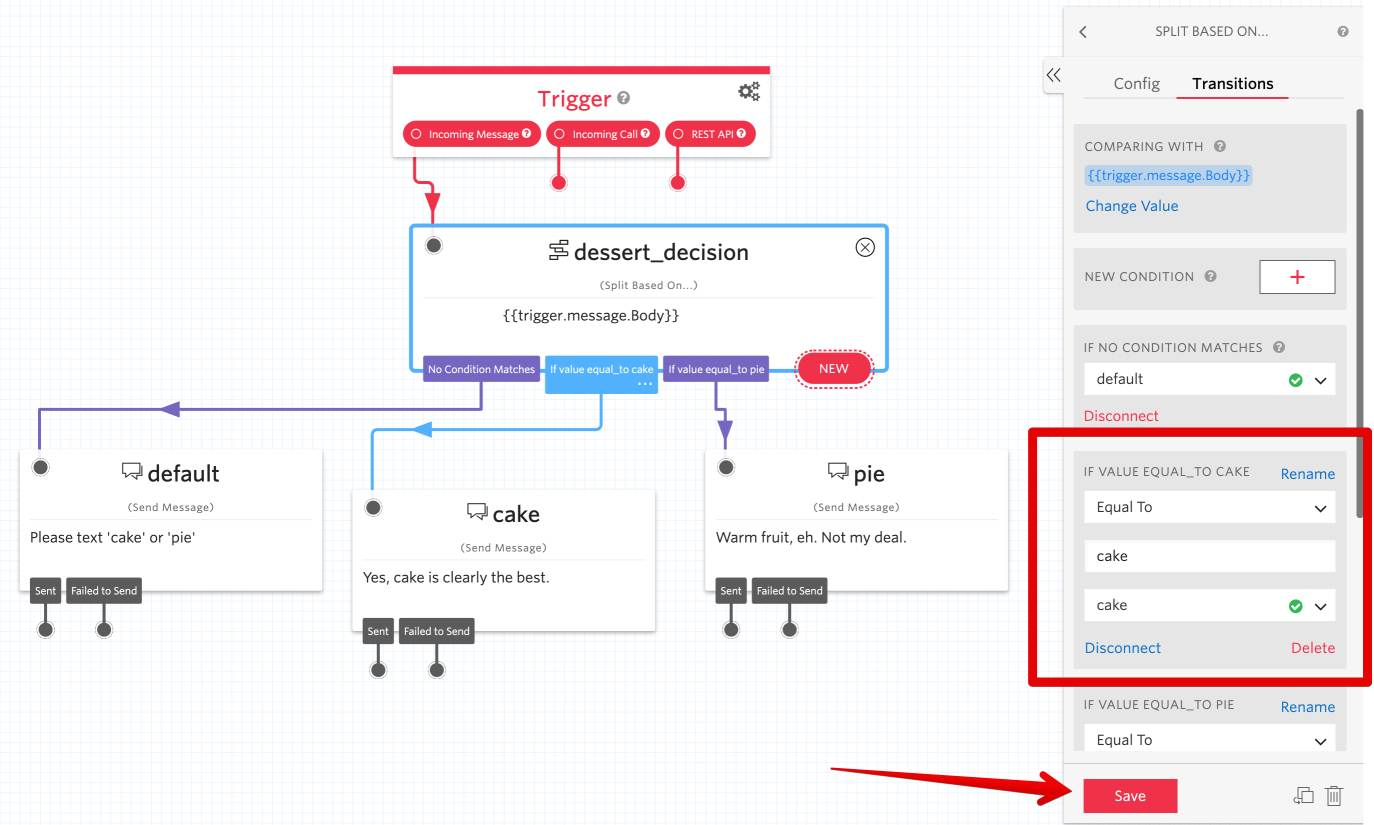 Trigger
Incoming Message
Incoming Call
REST API
dessert_decision
(Split Based On...)
{{trigger.message.Body}}
No Condition Matches
If value equal_to cake
...
If value equal_to pie
NEW
default
(Send Message)
Please text 'cake' or 'pie'
Sent
Failed to Send
cake
(Send Message)
Yes, cake is clearly the best.
Sent
Failed to Send
pie
(Send Message)
Warm fruit, eh. Not my deal.
Sent
Failed to Send
SPLIT BASED ON...
Config Transitions
COMPARING WITH
{{trigger.message.Body}}
Change Value
NEW CONDITION
+
IF NO CONDITION MATCHES
default
Disconnect
IF VALUE EQUAL_TO CAKE Rename
Equal To
cake
cake
Disconnect Delete
IF VALUE EQUAL_TO PIE Rename
Equal To
Save